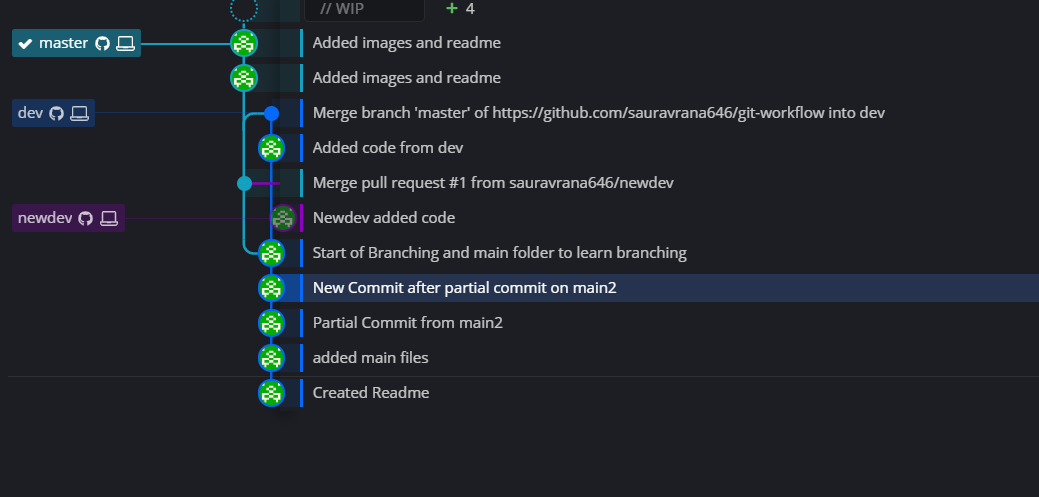 // WIP + 4
master Added images and readme
Added images and readme
dev Merge branch 'master' of https://github.com/sauravrana646/git-workflow into dev
Added code from dev
Merge pull request #1 from sauravrana646/newdev
newdev Newdev added code
Start of Branching and main folder to learn branching
New Commit after partial commit on main2
Partial Commit from main2
added main files
Created Readme